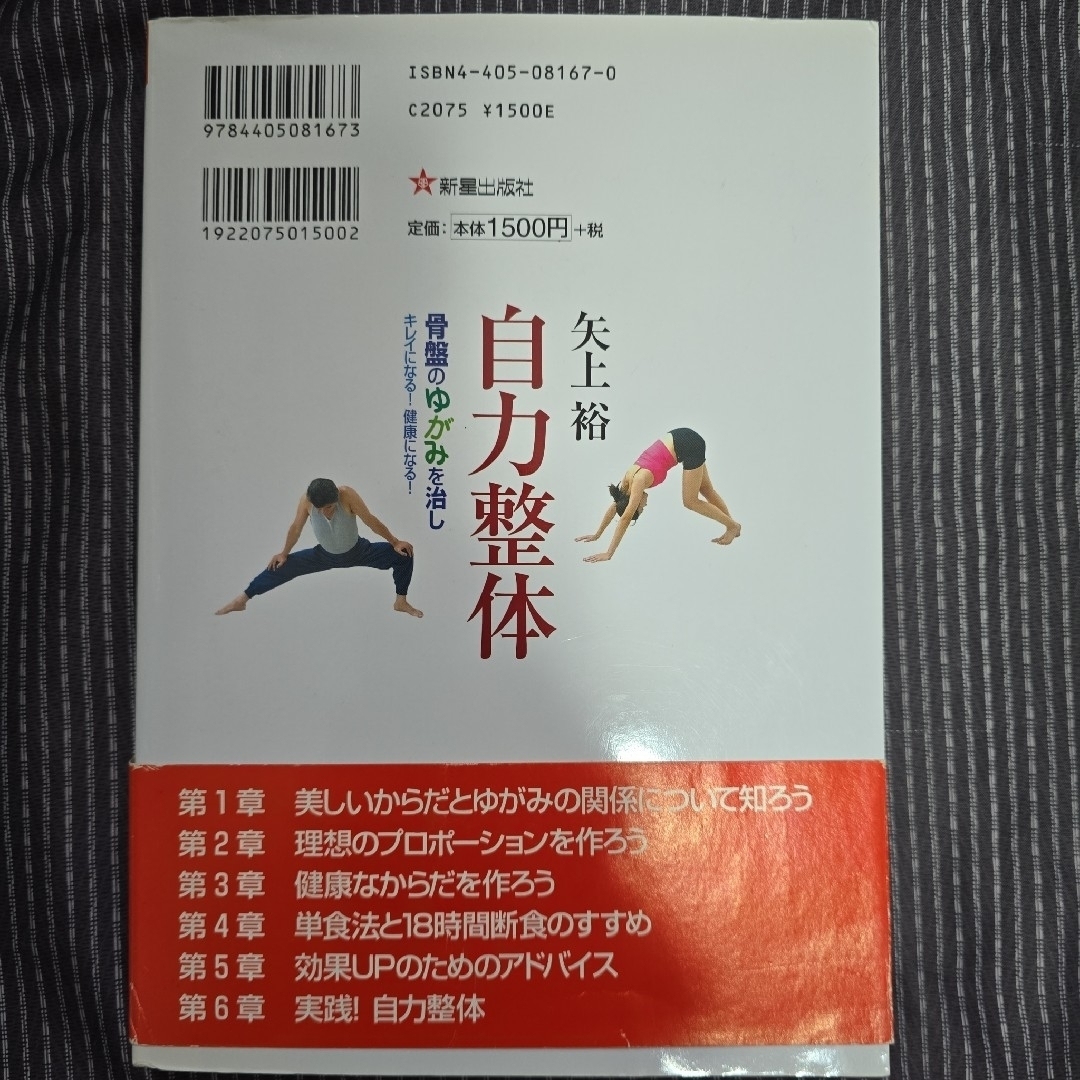 ISBN4-405-08167-0
C2075 ¥1500E
9784405081673
新星出版社
1922075015002
定価:本体1500円+税
矢上 裕
自力整体
骨盤のゆがみを治し
キレイになる!健康になる!
第1章 美しいからだとゆがみの関係について知ろう
第2章 理想のプロポーションを作ろう
第3章 健康なからだを作ろう
第4章 単食法と18時間断食のすすめ
第5章 効果UPのためのアドバイス
第6章 実践! 自力整体